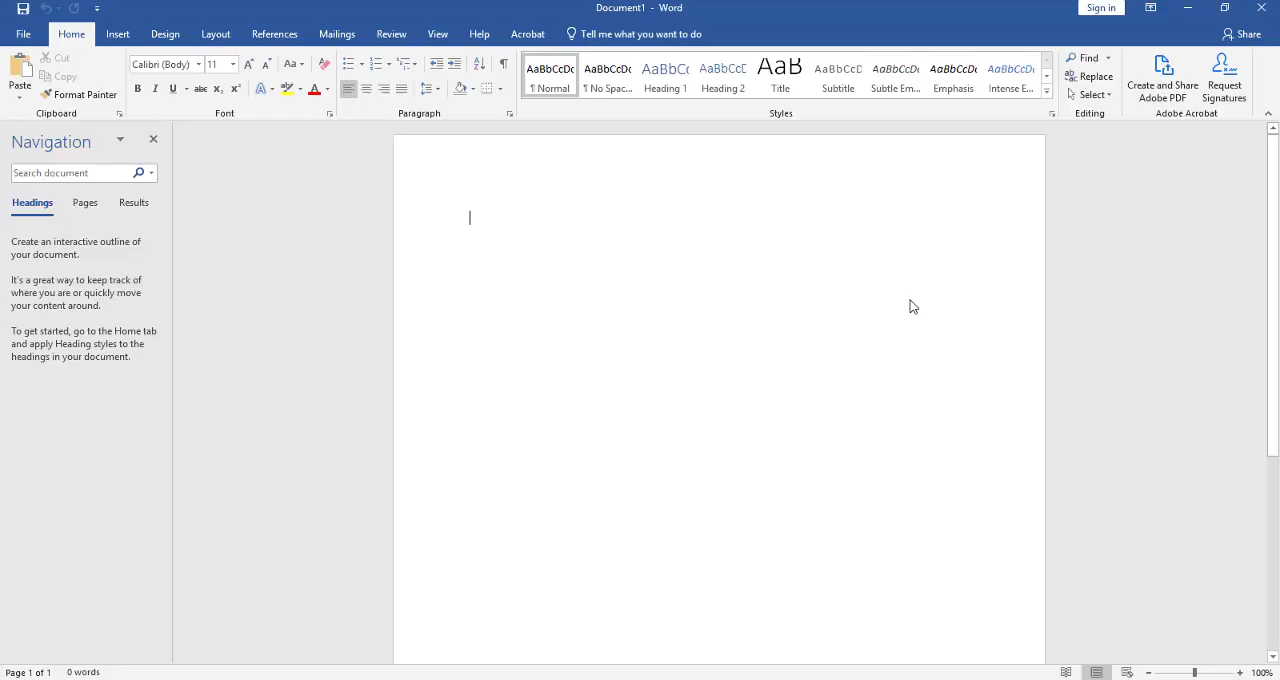 Document1 - Word
Sign in
File Home Insert Design Layout References Mailings Review View Help Acrobat Tell me what you want to do Share
Paste
Cut
Copy
Format Painter
Clipboard
Calibri (Body) 11
Aa
B I U abc x₂ x² A A
Font
Paragraph
AaBbCcDc AaBbCcDc AaBbCc AaBbCcD AaB AaBbCcD AaBbCcDc AaBbCcDc AaBbCcDc
¶ Normal ¶ No Spac... Heading 1 Heading 2 Title Subtitle Subtle Em... Emphasis Intense E...
Styles
Find
Replace
Select
Editing
Create and Share
Adobe PDF
Request
Signatures
Adobe Acrobat
Navigation
Search document
Headings Pages Results
Create an interactive outline of
your document.
It's a great way to keep track of
where you are or quickly move
your content around.
To get started, go to the Home tab
and apply Heading styles to the
headings in your document.
Page 1 of 1 0 words
100%